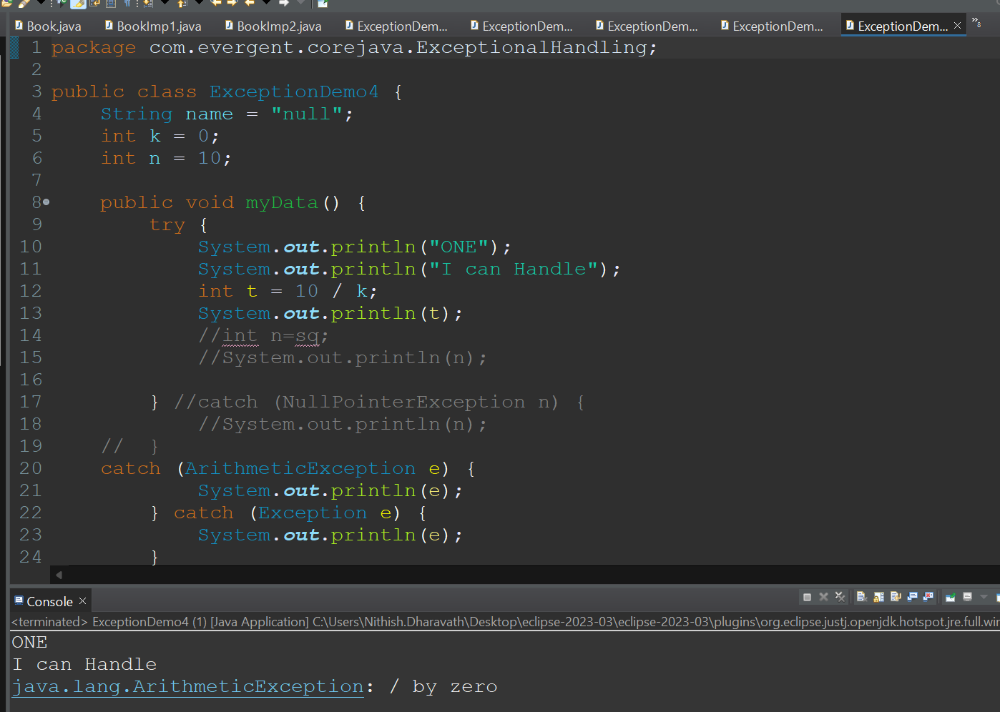 Book.java BookImp1.java BookImp2.java ExceptionDem... ExceptionDem... ExceptionDem... ExceptionDem... ExceptionDem... »8
1 package com.evergent.corejava.ExceptionalHandling;
2
3 public class ExceptionDemo4 {
4 String name = "null";
5 int k = 0;
6 int n = 10;
7
8 public void myData() {
9 try {
10 System.out.println("ONE");
11 System.out.println("I can Handle");
12 int t = 10 / k;
13 System.out.println(t);
14 //int n=sq;
15 //System.out.println(n);
16
17 } //catch (NullPointerException n) {
18 //System.out.println(n);
19 // }
20 catch (ArithmeticException e) {
21 System.out.println(e);
22 } catch (Exception e) {
23 System.out.println(e);
24 }
Console
<terminated> ExceptionDemo4 (1) [Java Application] C:\Users\Nithish.Dharavath\Desktop\eclipse-2023-03\eclipse-2023-03\plugins\org.eclipse.justj.openjdk.hotspot.jre.full.win
ONE
I can Handle
java.lang.ArithmeticException: / by zero